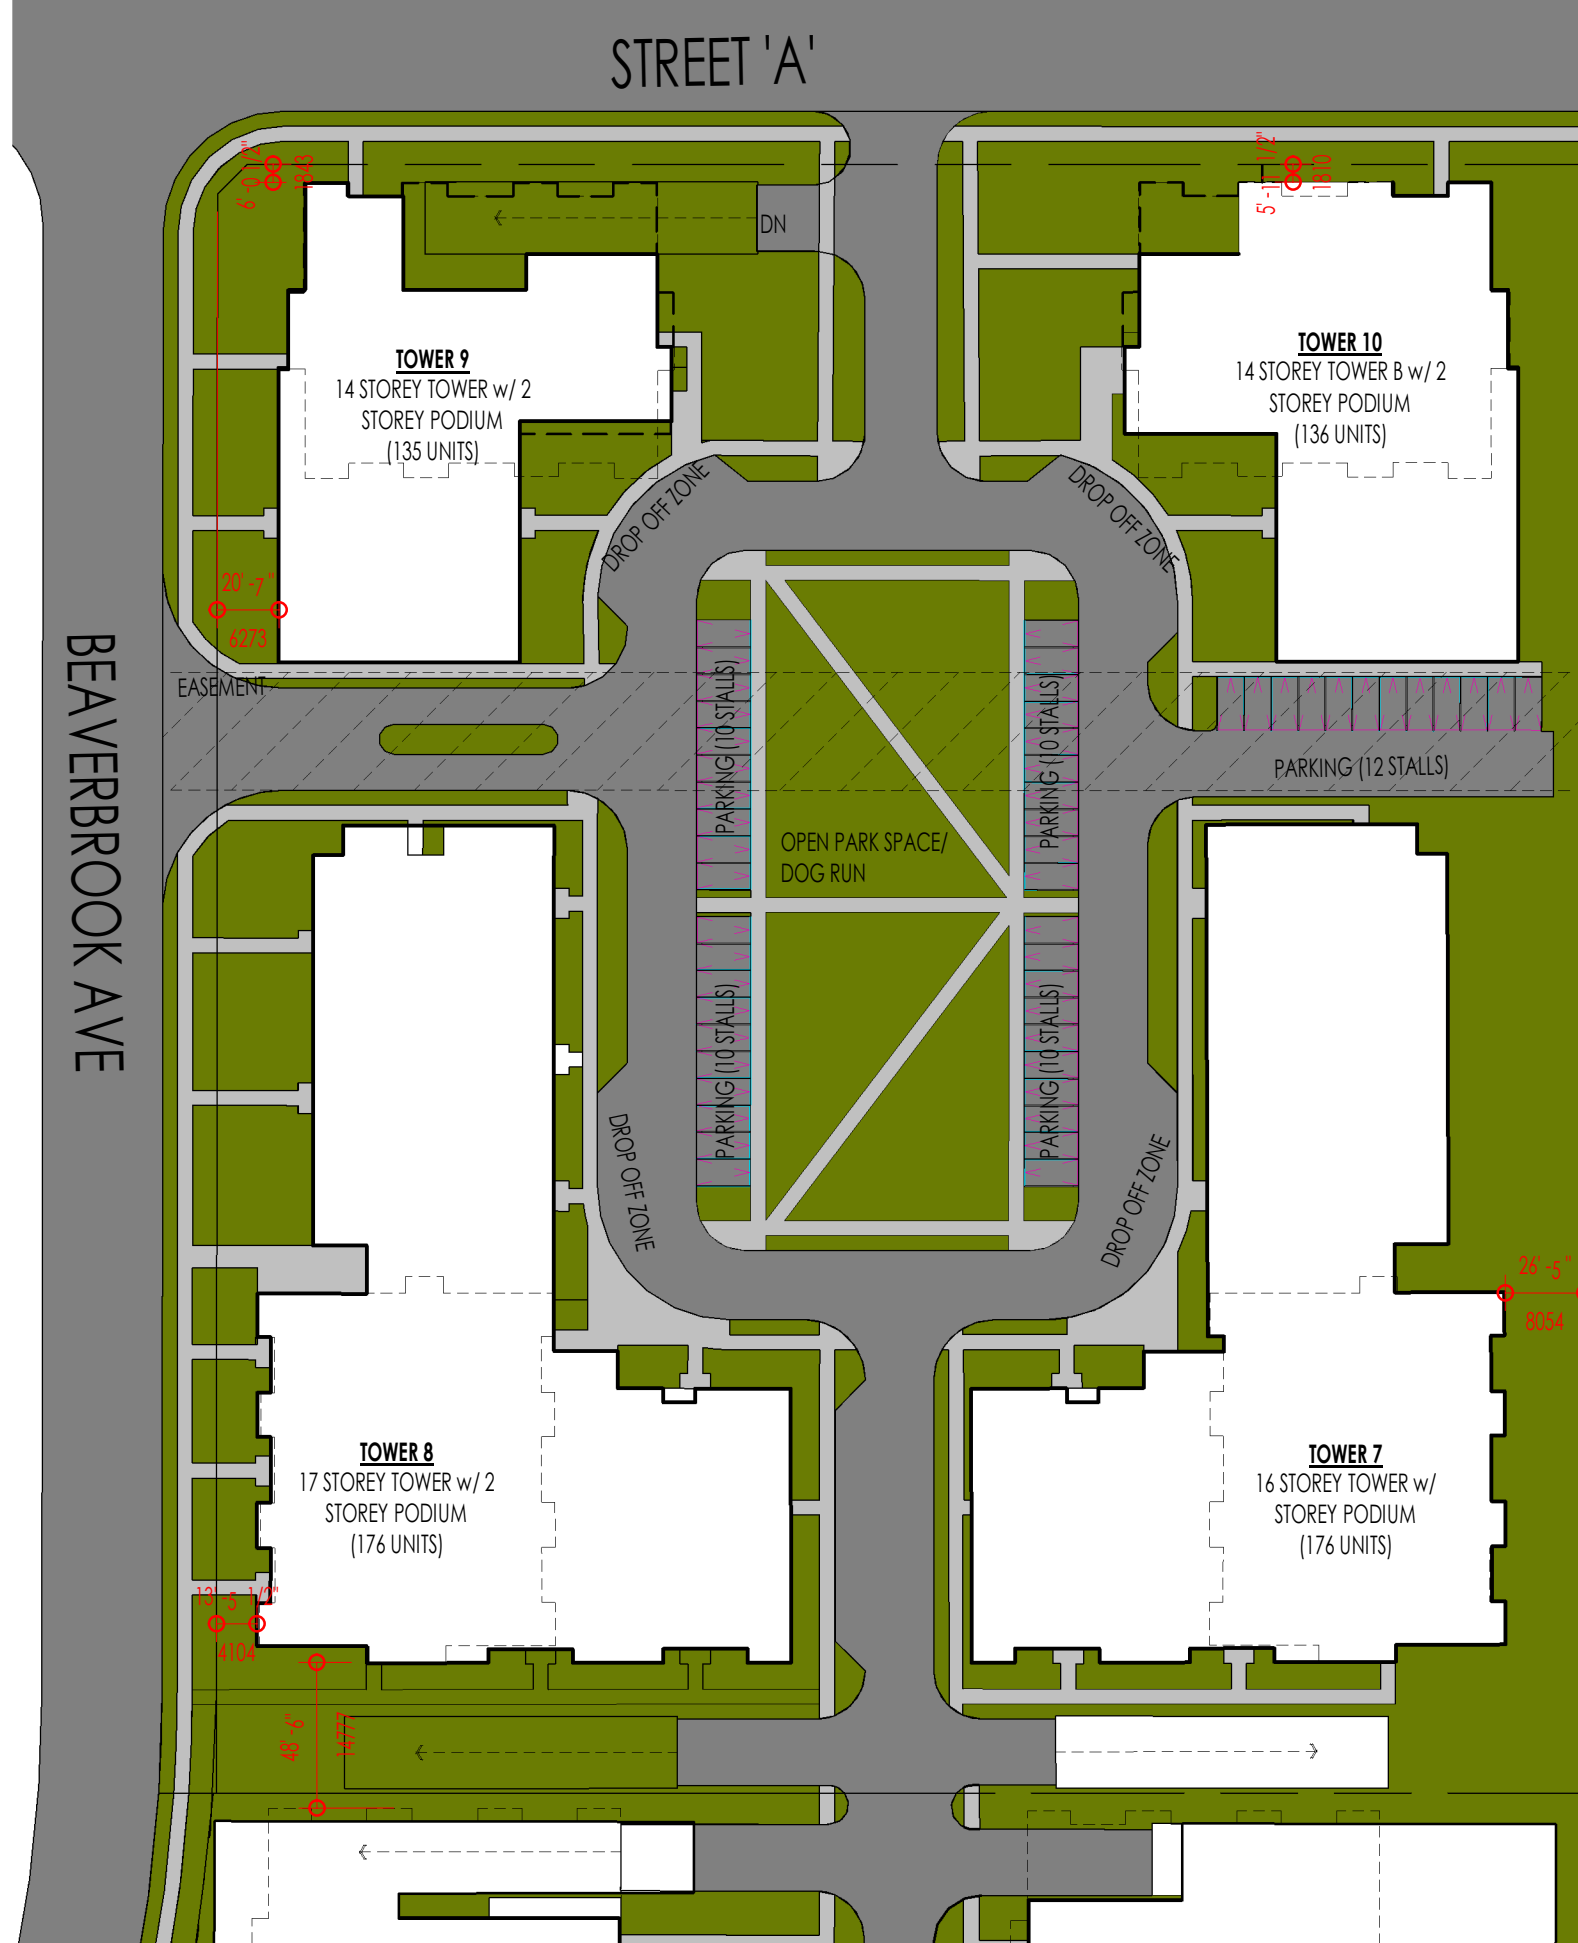 STREET 'A'
6' -0 1/2"
1843
5' -11 1/2"
1810
DN
TOWER 9
14 STOREY TOWER w/ 2
STOREY PODIUM
(135 UNITS)
TOWER 10
14 STOREY TOWER B w/ 2
STOREY PODIUM
(136 UNITS)
DROP OFF ZONE
DROP OFF ZONE
20' -7 "
6273
EASEMENT
BEAVERBROOK AVE
PARKING (10 STALLS)
PARKING (10 STALLS)
PARKING (12 STALLS)
OPEN PARK SPACE/
DOG RUN
PARKING (10 STALLS)
PARKING (10 STALLS)
DROP OFF ZONE
DROP OFF ZONE
26' -5 "
8054
TOWER 8
17 STOREY TOWER w/ 2
STOREY PODIUM
(176 UNITS)
TOWER 7
16 STOREY TOWER w/
STOREY PODIUM
(176 UNITS)
13' -5 1/2"
4104
48' -6"
14777